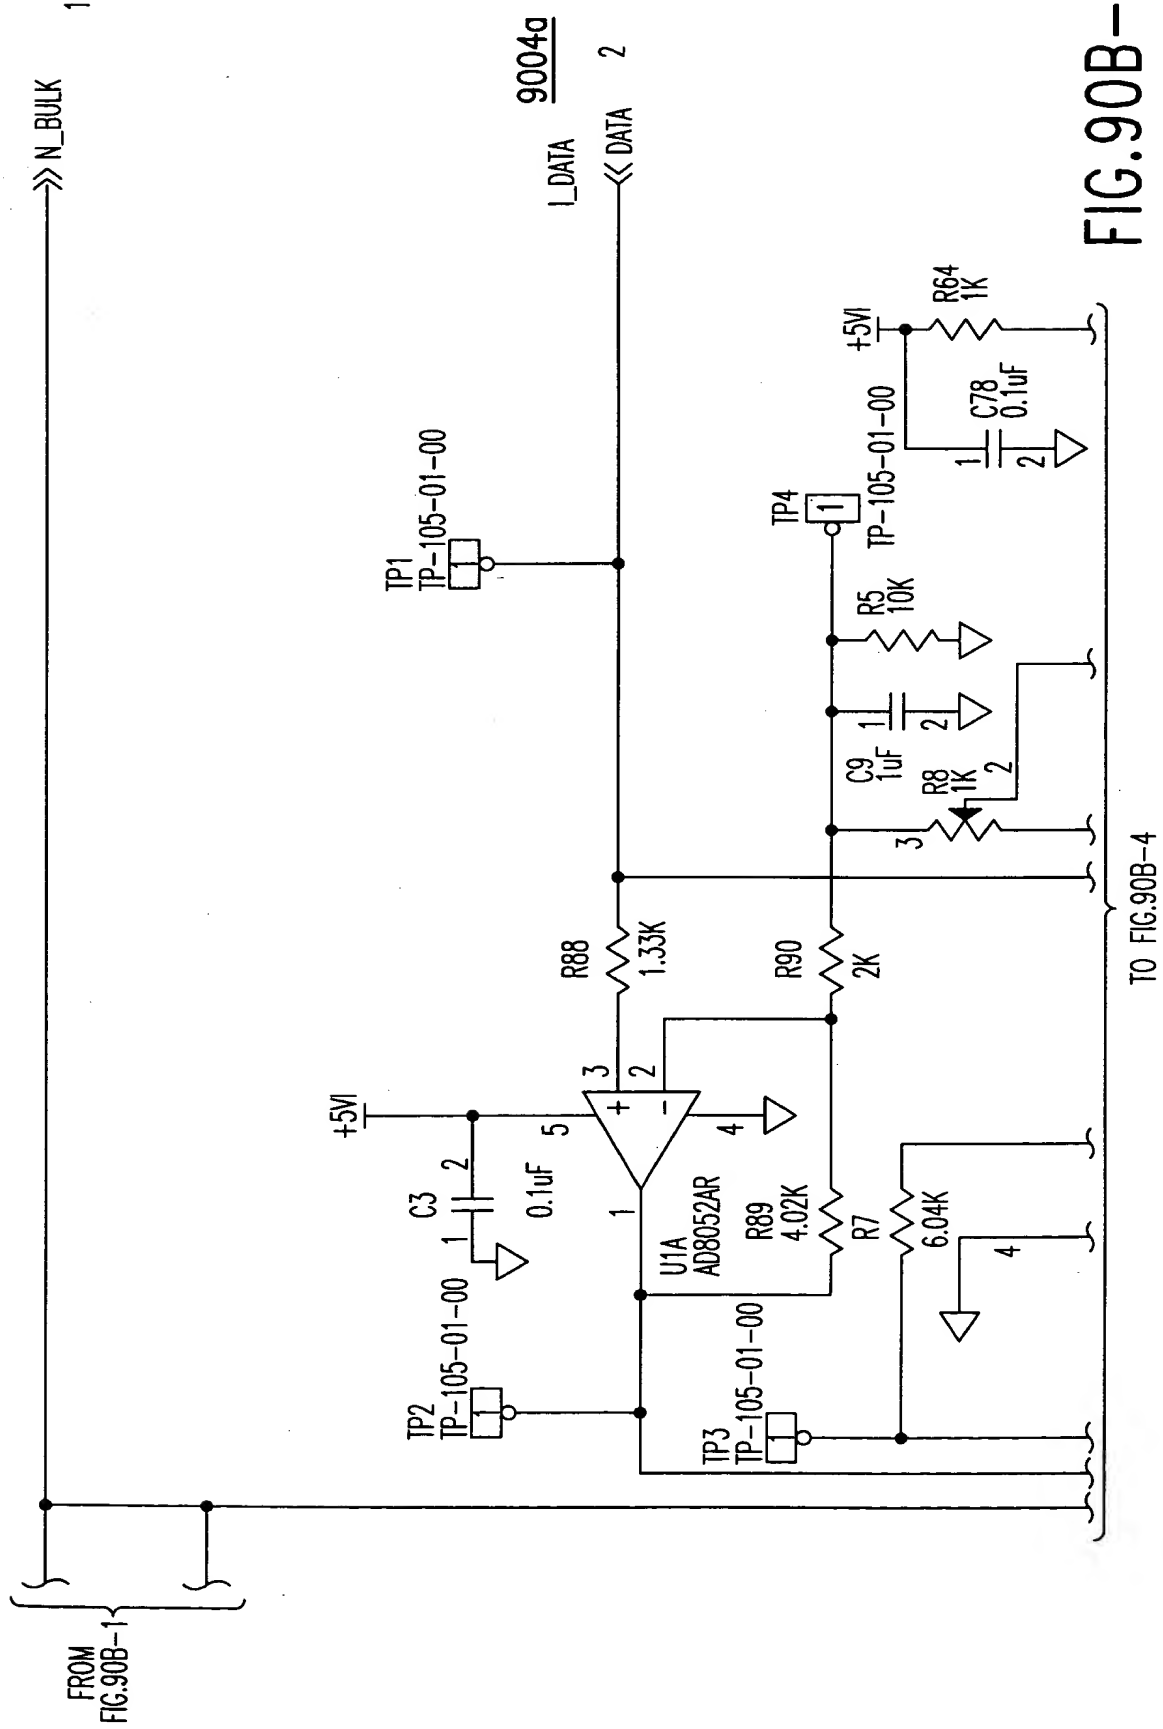 FROM
FIG.90B-1
N_BULK
1
9004a
I_DATA
DATA
2
TP1
TP-105-01-00
1
+5VI
C3
1
2
0.1uF
TP2
TP-105-01-00
1
5
3
+
2
-
4
1
U1A
AD8052AR
R88
1.33K
R90
2K
R89
4.02K
R7
6.04K
TP3
TP-105-01-00
1
4
TP4
1
TP-105-01-00
C9
1uF
1
2
R5
10K
R8
1K
3
2
+5VI
C78
0.1uF
1
2
R64
1K
TO FIG.90B-4
FIG.90B-